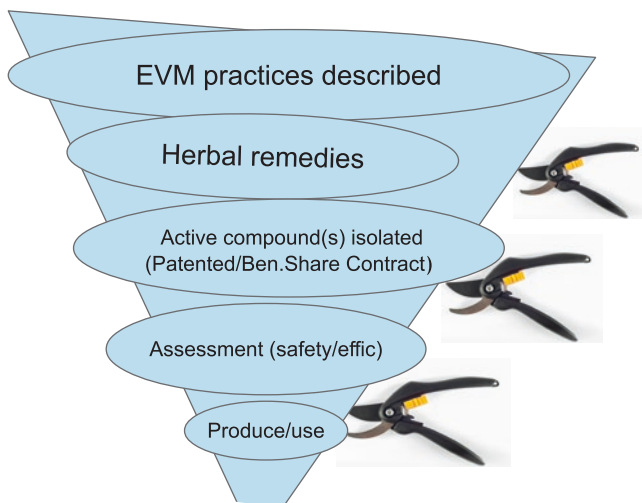 EVM practices described
Herbal remedies
Active compound(s) isolated
(Patented/Ben.Share Contract)
Assessment (safety/effic)
Produce/use